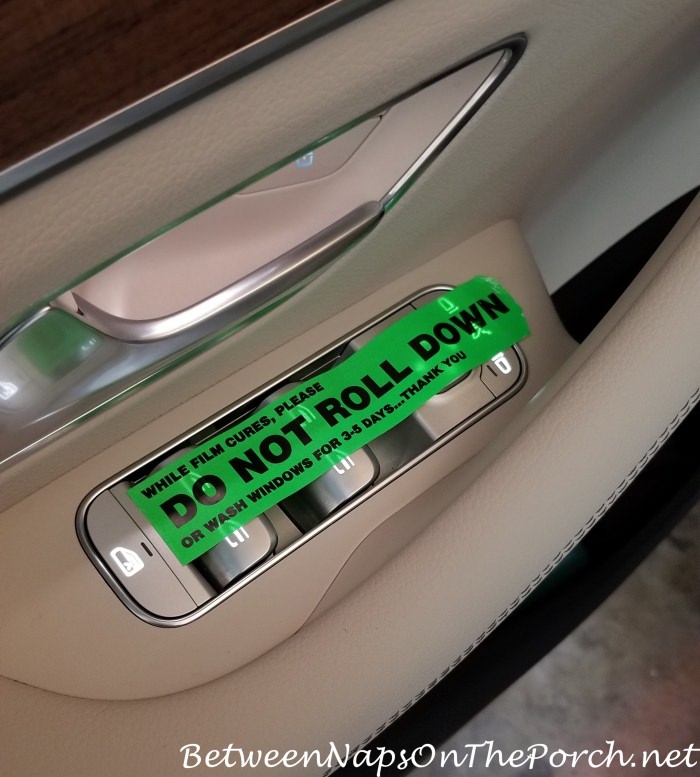 WHILE FILM CURES, PLEASE
DO NOT ROLL DOWN
OR WASH WINDOWS FOR 3-5 DAYS...THANK YOU
BetweenNapsOnThePorch.net